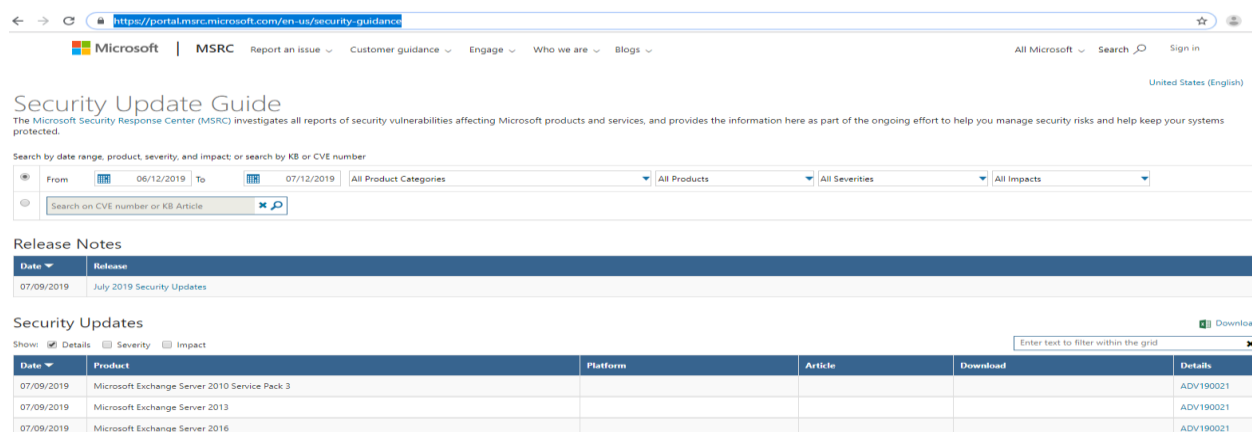 https://portal.msrc.microsoft.com/en-us/security-guidance
Microsoft | MSRC Report an issue Customer guidance Engage Who we are Blogs All Microsoft Search Sign in
United States (English)
Security Update Guide
The Microsoft Security Response Center (MSRC) investigates all reports of security vulnerabilities affecting Microsoft products and services, and provides the information here as part of the ongoing effort to help you manage security risks and help keep your systems
protected.
Search by date range, product, severity, and impact; or search by KB or CVE number
From 06/12/2019 To 07/12/2019 All Product Categories All Products All Severities All Impacts
Search on CVE number or KB Article
Release Notes
Date Release
07/09/2019 July 2019 Security Updates
Security Updates
Downloa
Show: Details Severity Impact Enter text to filter within the grid
Date Product Platform Article Download Details
07/09/2019 Microsoft Exchange Server 2010 Service Pack 3 ADV190021
07/09/2019 Microsoft Exchange Server 2013 ADV190021
07/09/2019 Microsoft Exchange Server 2016 ADV190021